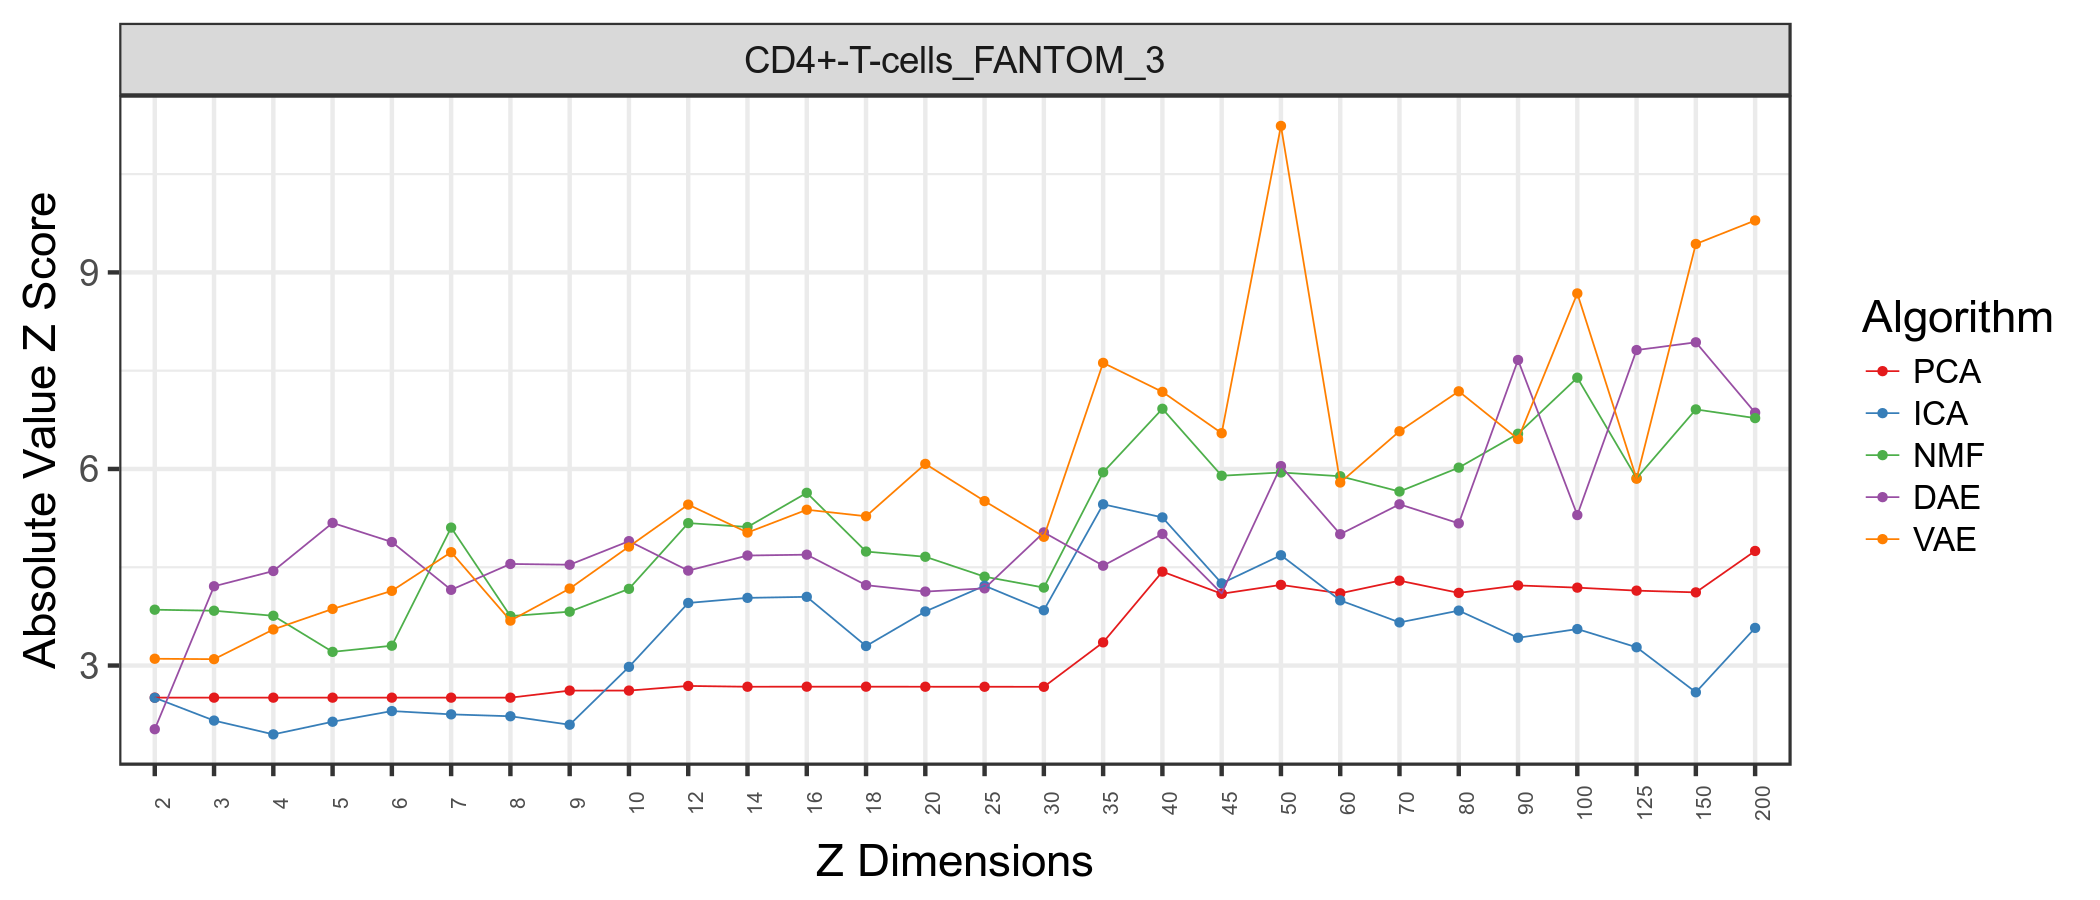 CD4+-T-cells_FANTOM_3
Absolute Value Z Score
9
6
3
2 3 4 5 6 7 8 9 10 12 14 16 18 20 25 30 35 40 45 50 60 70 80 90 100 125 150 200
Z Dimensions
Algorithm
PCA
ICA
NMF
DAE
VAE